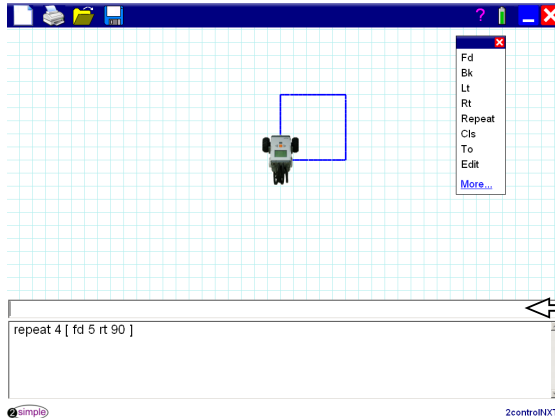 ?
Fd
Bk
Lt
Rt
Repeat
Cls
To
Edit
More...
repeat 4 [ fd 5 rt 90 ]
2simple
2controlNXT